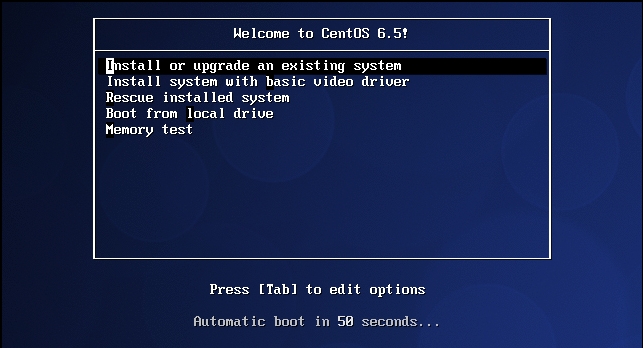 Welcome to CentOS 6.5!
Install or upgrade an existing system
Install system with basic video driver
Rescue installed system
Boot from local drive
Memory test
Press [Tab] to edit options
Automatic boot in 50 seconds...